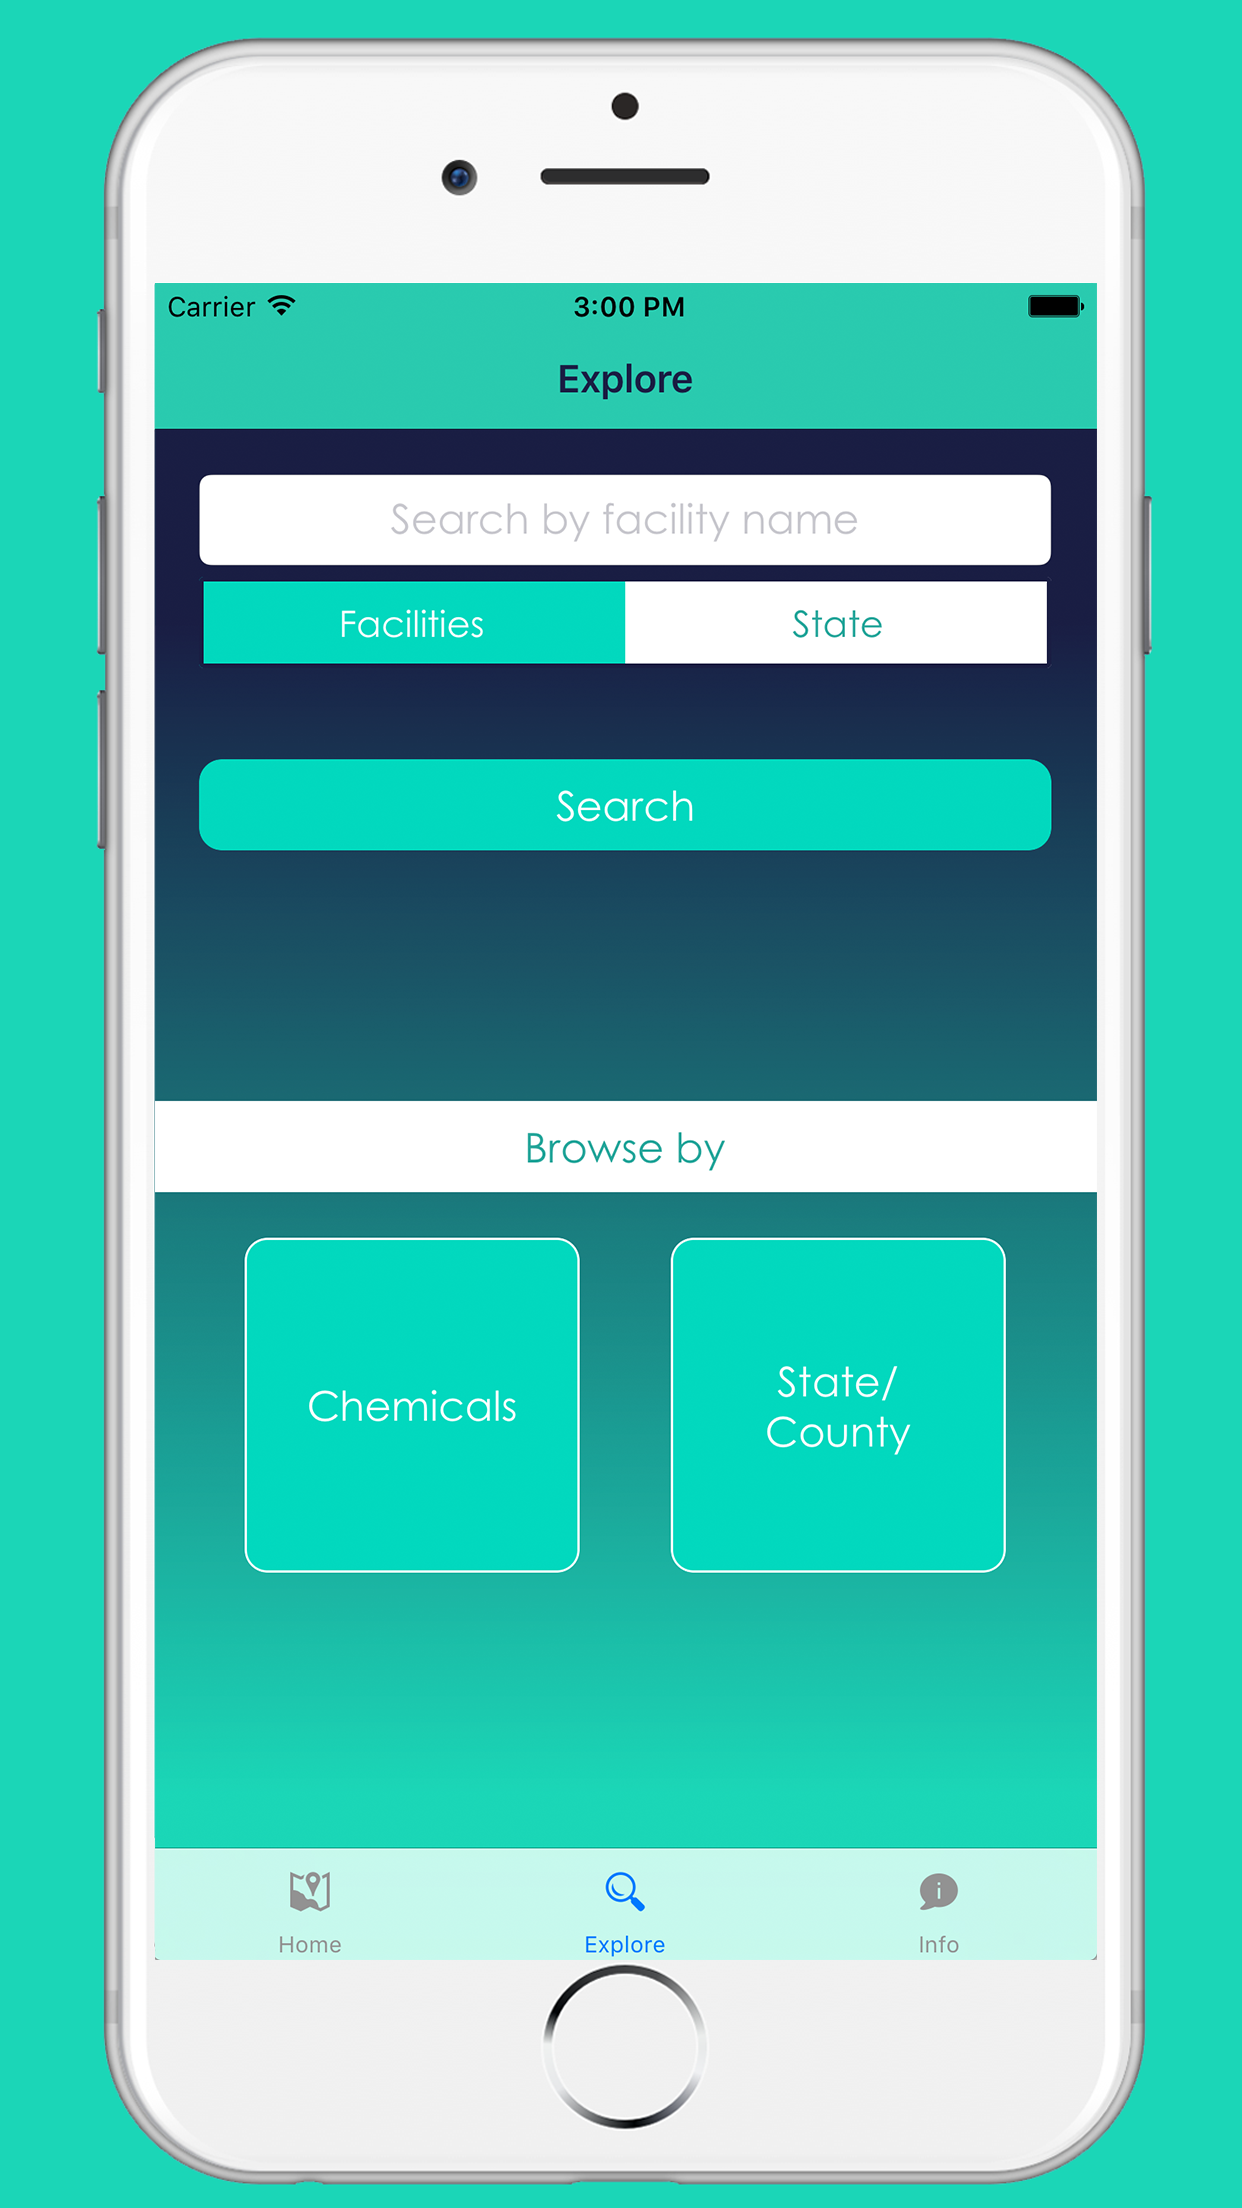 Carrier 3:00 PM
Explore
Search by facility name
Facilities State
Search
Browse by
Chemicals
State/
County
Home Explore Info